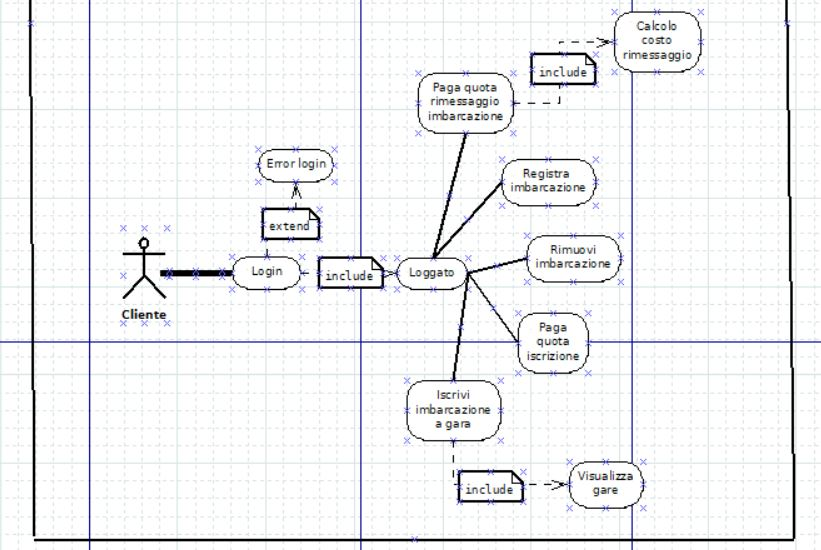 Calcolo
costo
rimessaggio
include
Paga quota
rimessaggio
imbarcazione
Error login
Registra
imbarcazione
extend
Rimuovi
imbarcazione
Login
include
Loggato
Cliente
Paga
quota
iscrizione
Iscrivi
imbarcazione
a gara
include
Visualizza
gare